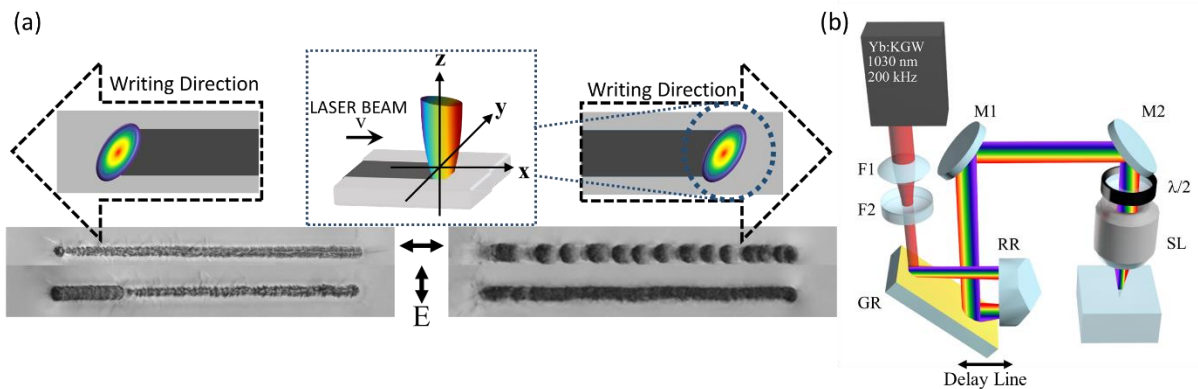 (a)
Writing Direction
LASER BEAM
v
z
y
x
Writing Direction
E
(b)
Yb:KGW
1030 nm
200 kHz
M1
M2
F1
F2
λ/2
SL
RR
GR
Delay Line